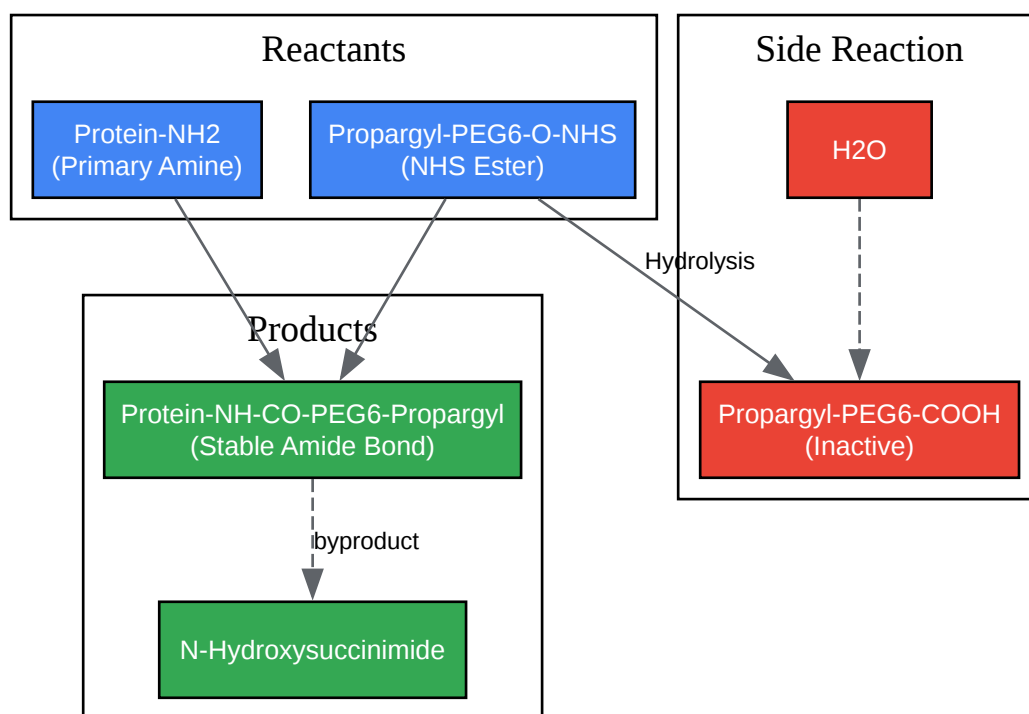 Reactants
Side Reaction
Protein-NH2
(Primary Amine)
Propargyl-PEG6-O-NHS
(NHS Ester)
H2O
Hydrolysis
Products
Protein-NH-CO-PEG6-Propargyl
(Stable Amide Bond)
Propargyl-PEG6-COOH
(Inactive)
byproduct
N-Hydroxysuccinimide